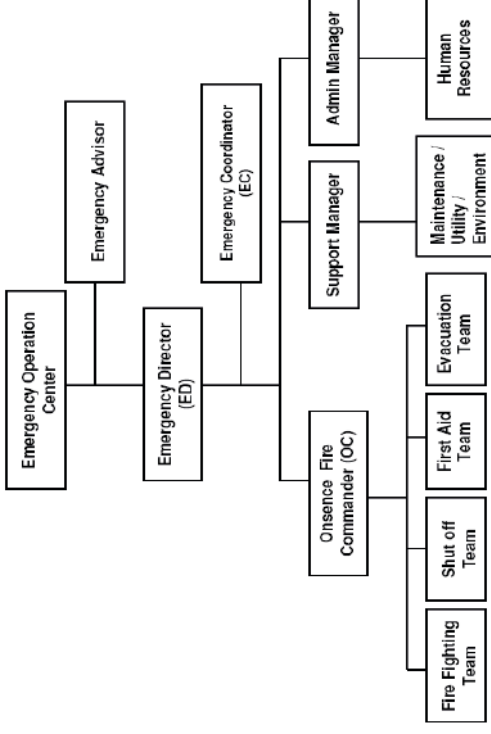 Emergency Operation
Center
Emergency Advisor
Emergency Director
(ED)
Emergency Coordinator
(EC)
Onsence Fire
Commander (OC)
Support Manager
Admin Manager
Fire Fighting
Team
Shut off
Team
First Aid
Team
Evacuation
Team
Maintenance /
Utility /
Environment
Human
Resources